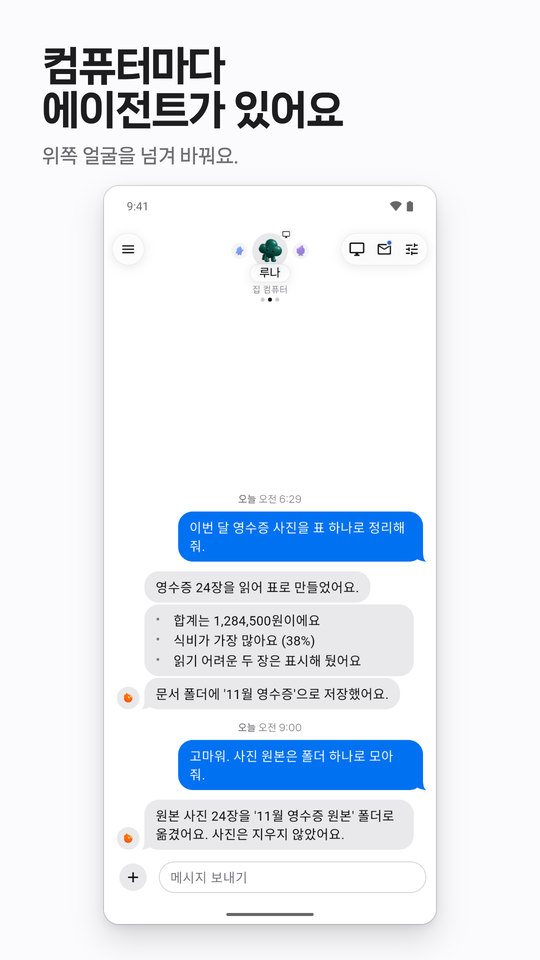 컴퓨터마다
에이전트가 있어요
위쪽 얼굴을 넘겨 바꿔요.
9:41
루나
집 컴퓨터
오늘 오전 6:29
이번 달 영수증 사진을 표 하나로 정리해
줘.
영수증 24장을 읽어 표로 만들었어요.
• 합계는 1,284,500원이에요
• 식비가 가장 많아요 (38%)
• 읽기 어려운 두 장은 표시해 뒀어요
문서 폴더에 '11월 영수증'으로 저장했어요.
오늘 오전 9:00
고마워. 사진 원본은 폴더 하나로 모아
줘.
원본 사진 24장을 '11월 영수증 원본' 폴더로
옮겼어요. 사진은 지우지 않았어요.
메시지 보내기